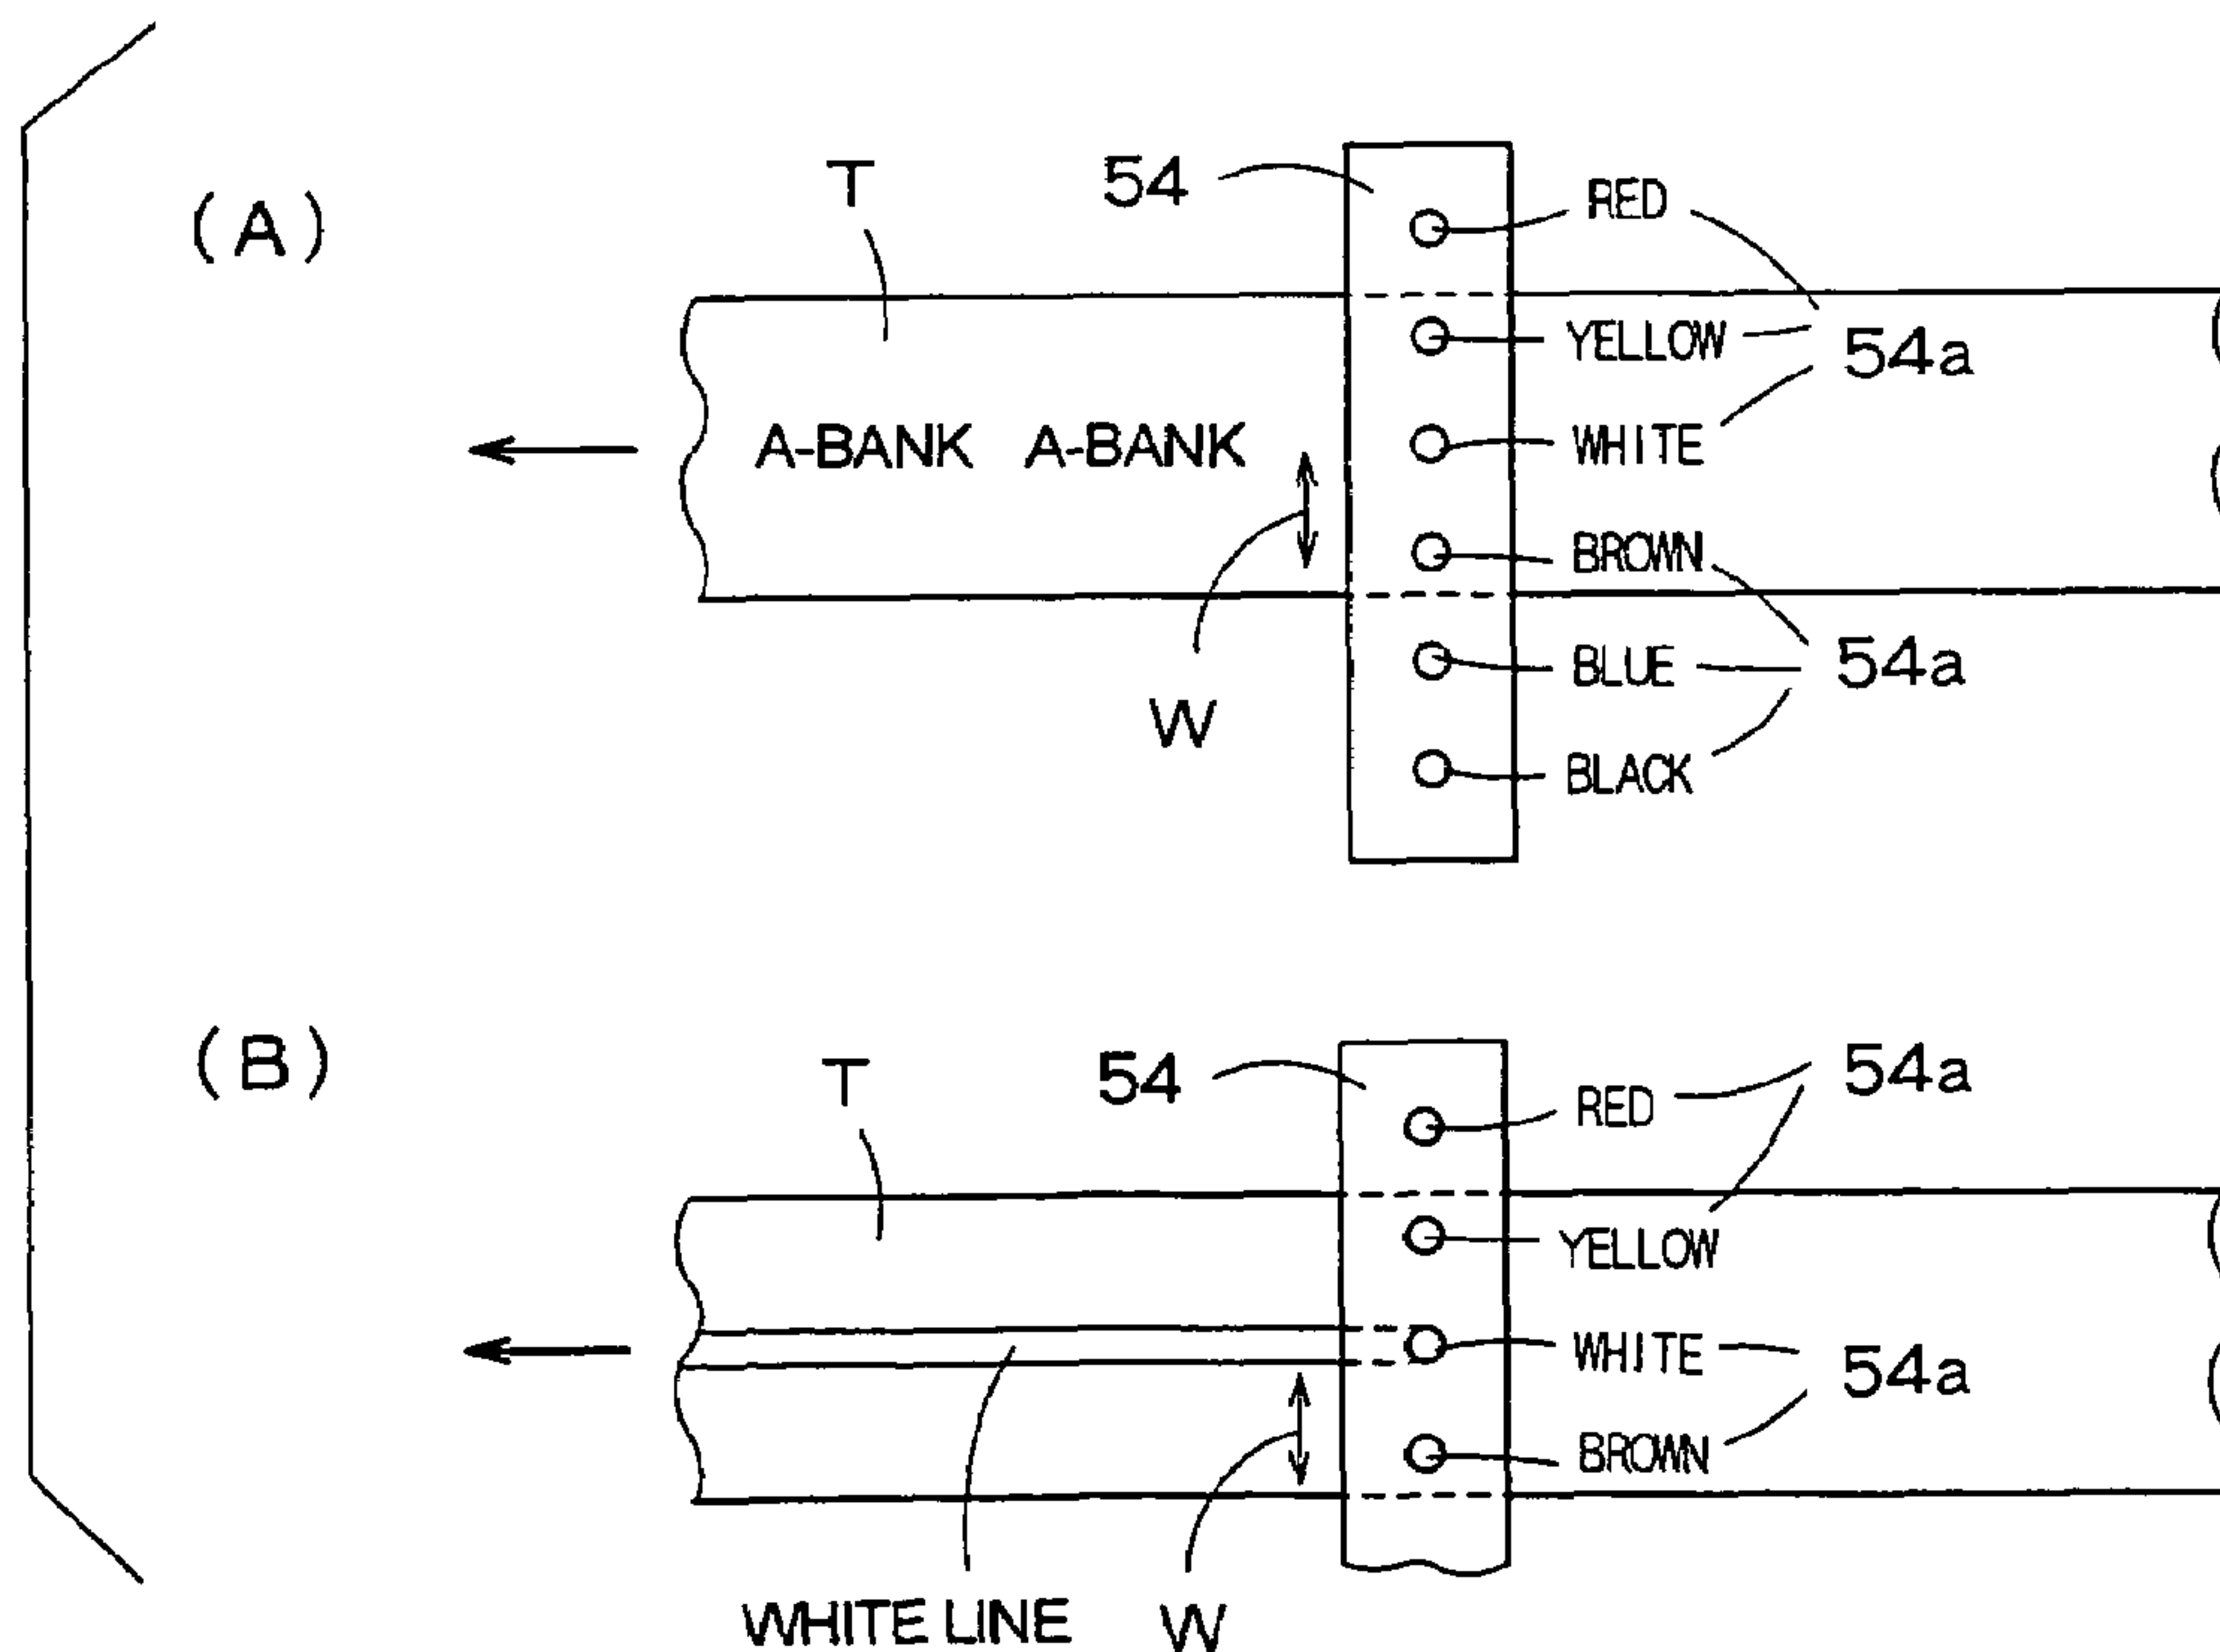 (A)
T
54
RED
YELLOW
54a
A-BANK A-BANK
WHITE
BROWN
BLUE
54a
W
BLACK
(B)
T
54
RED
54a
YELLOW
WHITE
54a
BROWN
WHITE LINE
W